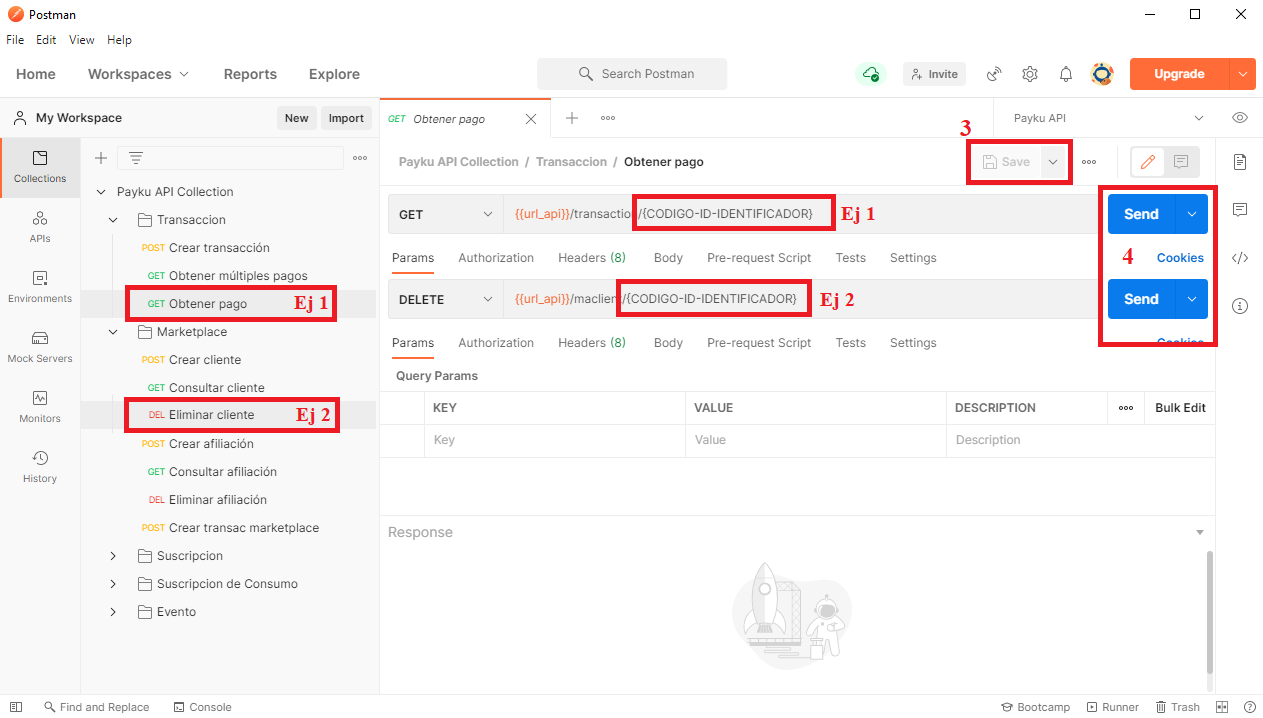 Postman
File Edit View Help
Home Workspaces Reports Explore Search Postman Invite Upgrade
My Workspace New Import GET Obtener pago Payku API
3
Payku API Collection / Transaccion / Obtener pago Save
Collections
APIs
Environments
Mock Servers
Monitors
History
Payku API Collection
Transaccion
POST Crear transacción
GET Obtener múltiples pagos
GET Obtener pago Ej 1
Marketplace
POST Crear cliente
GET Consultar cliente
DEL Eliminar cliente Ej 2
POST Crear afiliación
GET Consultar afiliación
DEL Eliminar afiliación
POST Crear transac marketplace
Suscripcion
Suscripcion de Consumo
Evento
GET {{url_api}}/transaction/{CODIGO-ID-IDENTIFICADOR} Ej 1 Send
Params Authorization Headers (8) Body Pre-request Script Tests Settings 4 Cookies
DELETE {{url_api}}/maclient/{CODIGO-ID-IDENTIFICADOR} Ej 2 Send
Params Authorization Headers (8) Body Pre-request Script Tests Settings Cookies
Query Params
KEY VALUE DESCRIPTION Bulk Edit
Key Value Description
Response
Find and Replace Console Bootcamp Runner Trash